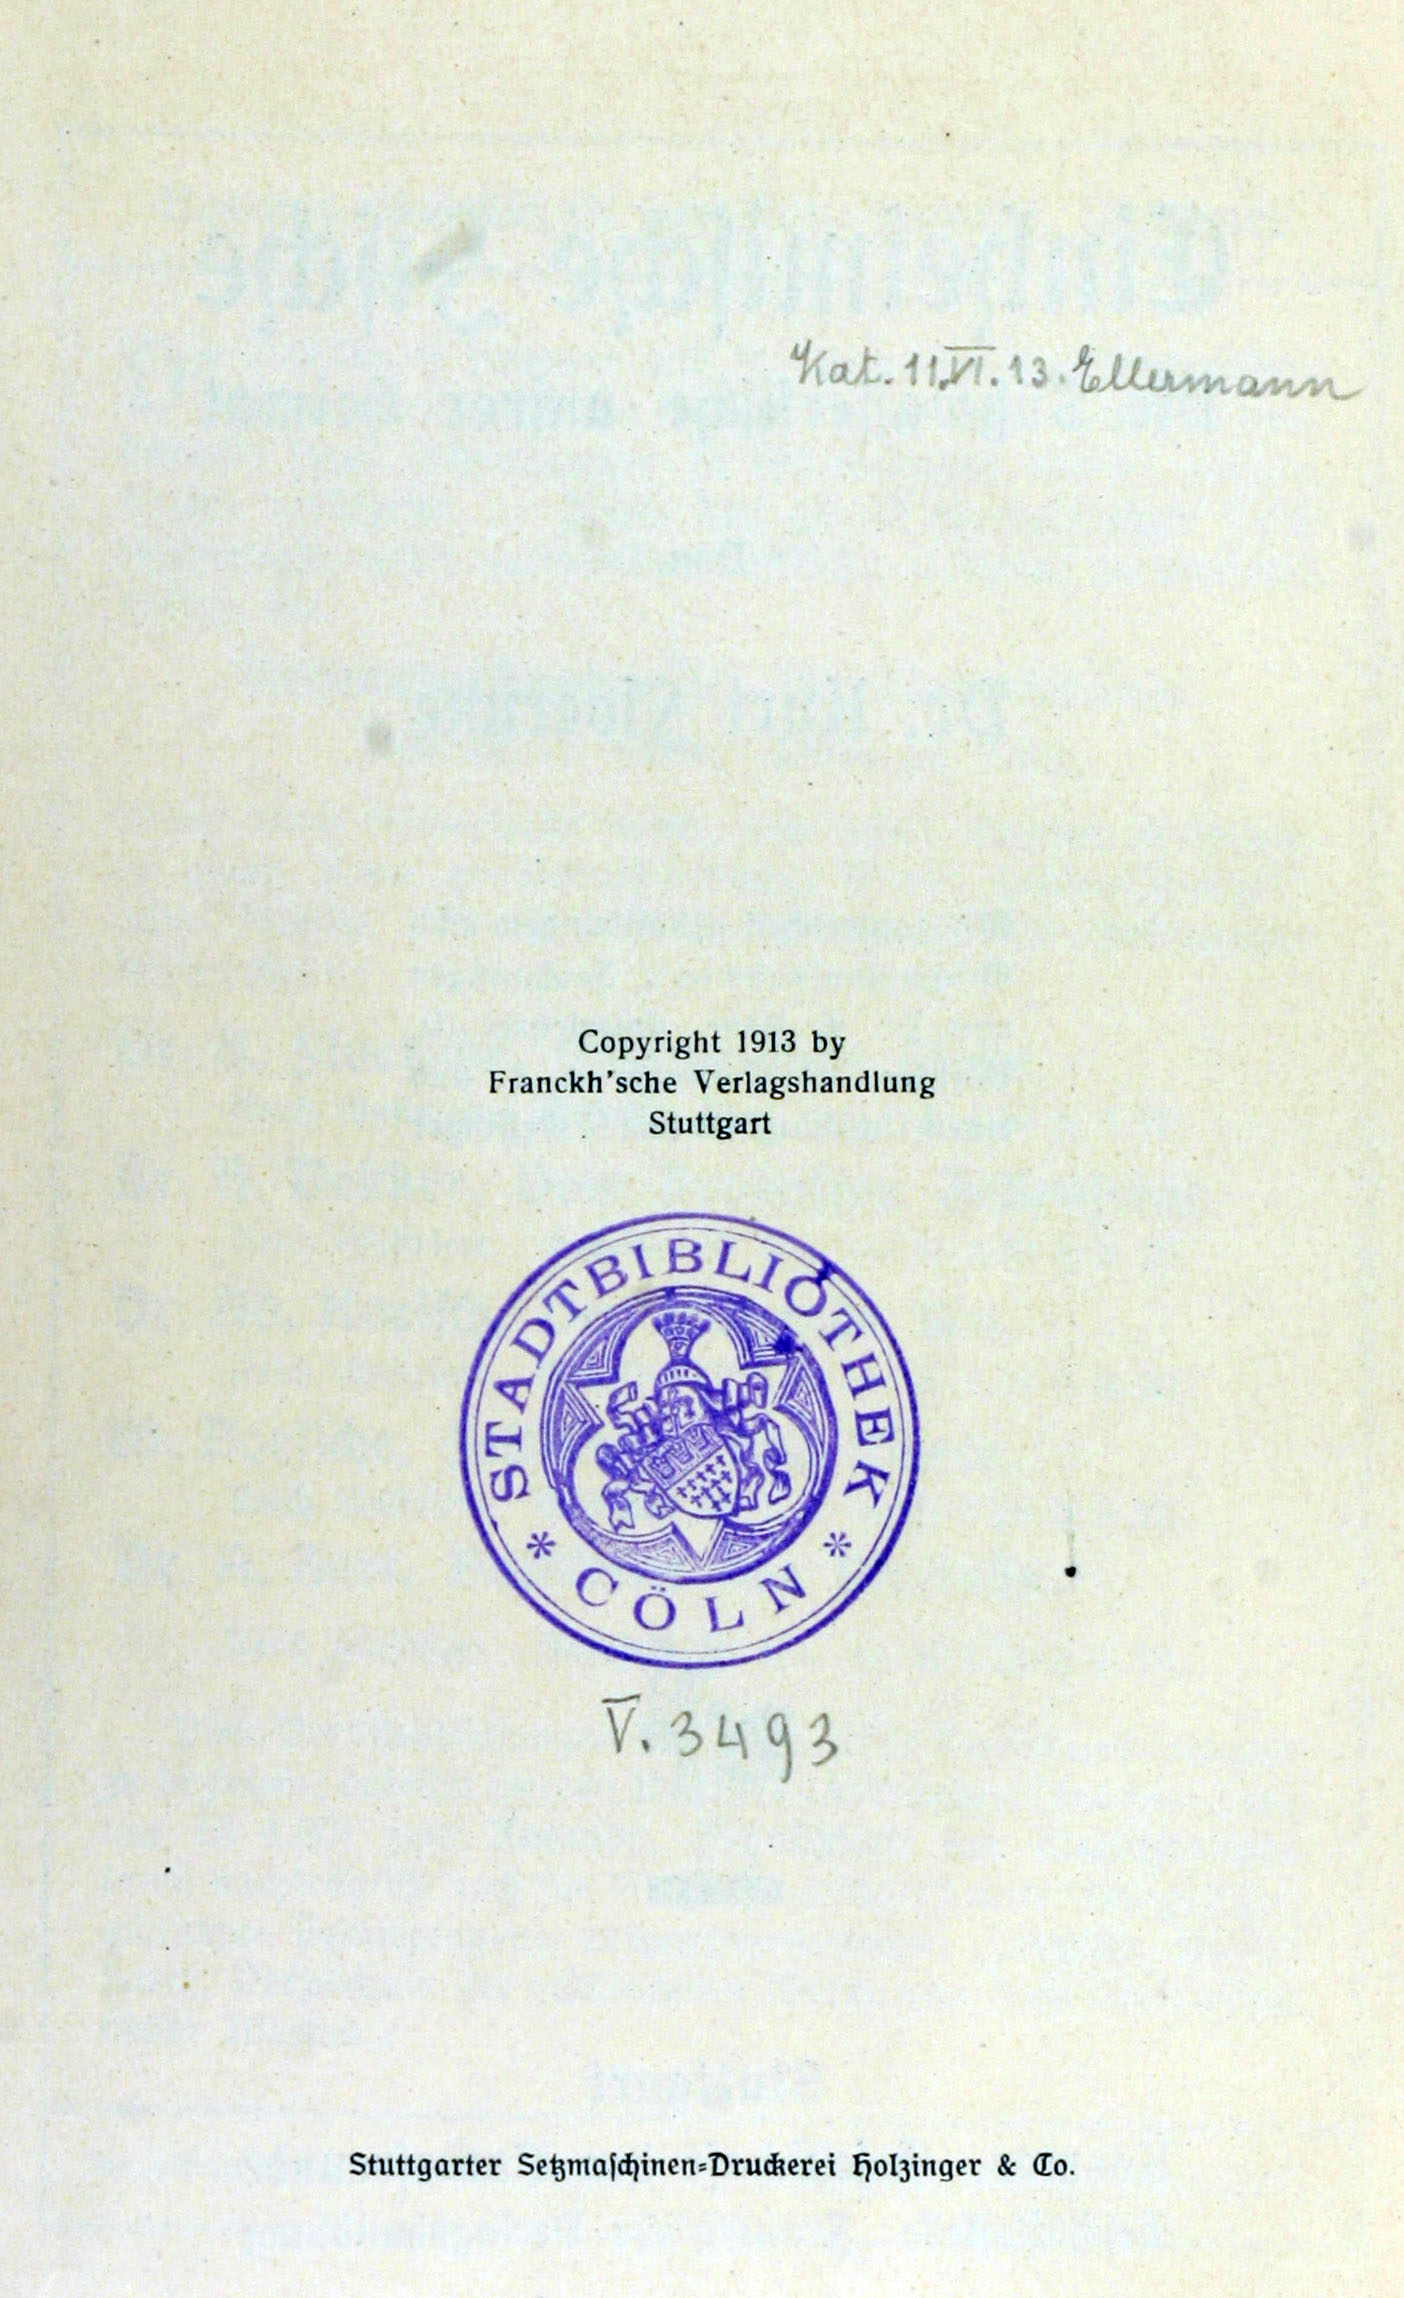 Kat. 11.VI.13. Ellermann
Copyright 1913 by
Franckh'sche Verlagshandlung
Stuttgart
STADTBIBLIOTHEK
* CÖLN *
V. 3493
Stuttgarter Setzmaſchinen=Druckerei Holzinger & Co.